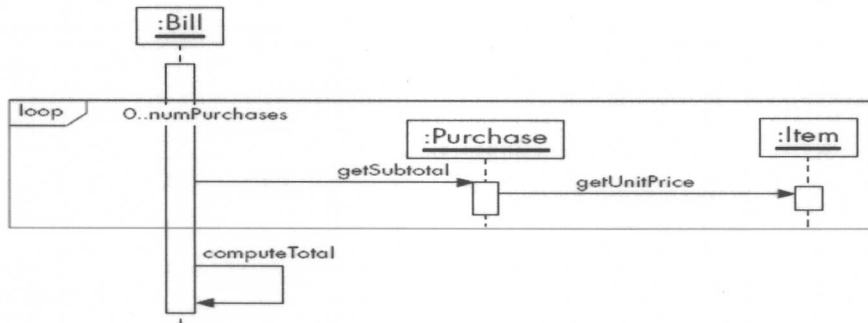 :Bill
loop
0..numPurchases
:Purchase
:Item
getSubtotal
getUnitPrice
computeTotal